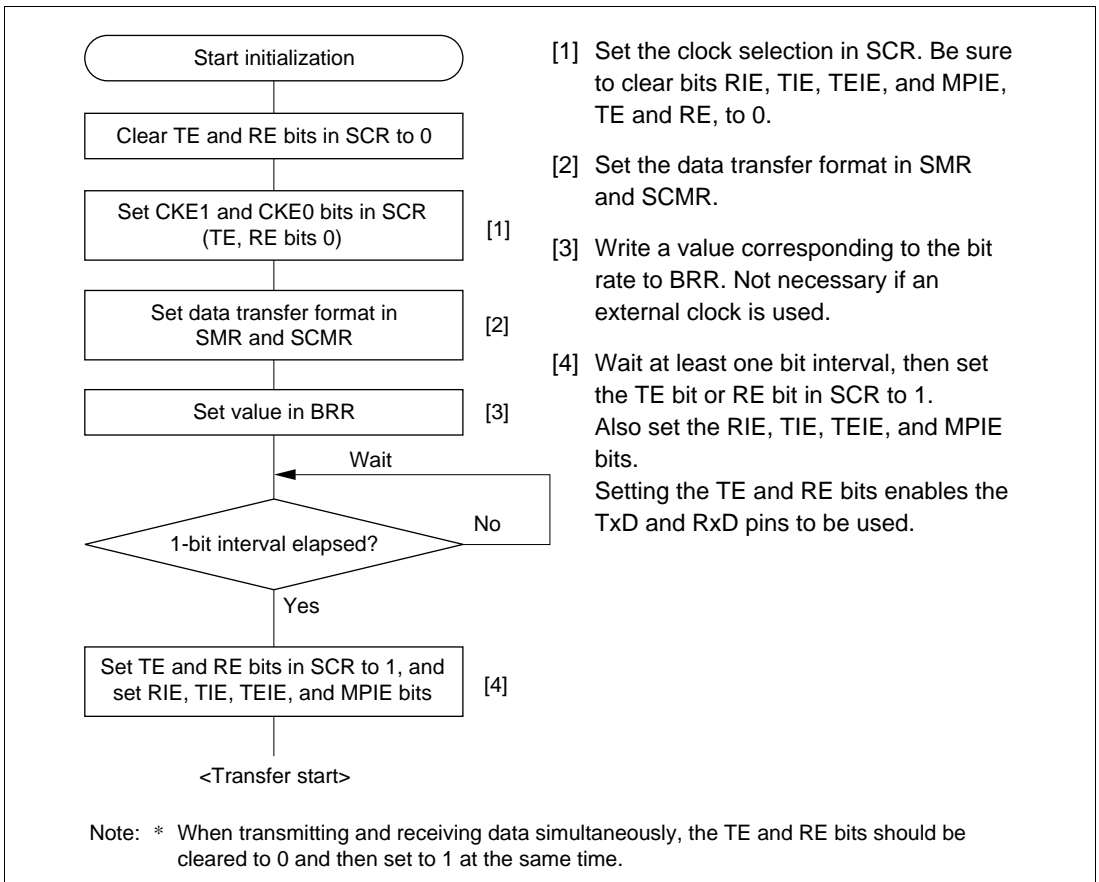 Start initialization
Clear TE and RE bits in SCR to 0
Set CKE1 and CKE0 bits in SCR
(TE, RE bits 0)
[1]
Set data transfer format in
SMR and SCMR
[2]
Set value in BRR
[3]
Wait
No
1-bit interval elapsed?
Yes
Set TE and RE bits in SCR to 1, and
set RIE, TIE, TEIE, and MPIE bits
[4]
<Transfer start>
[1] Set the clock selection in SCR. Be sure
to clear bits RIE, TIE, TEIE, and MPIE,
TE and RE, to 0.
[2] Set the data transfer format in SMR
and SCMR.
[3] Write a value corresponding to the bit
rate to BRR. Not necessary if an
external clock is used.
[4] Wait at least one bit interval, then set
the TE bit or RE bit in SCR to 1.
Also set the RIE, TIE, TEIE, and MPIE
bits.
Setting the TE and RE bits enables the
TxD and RxD pins to be used.
Note: * When transmitting and receiving data simultaneously, the TE and RE bits should be
cleared to 0 and then set to 1 at the same time.